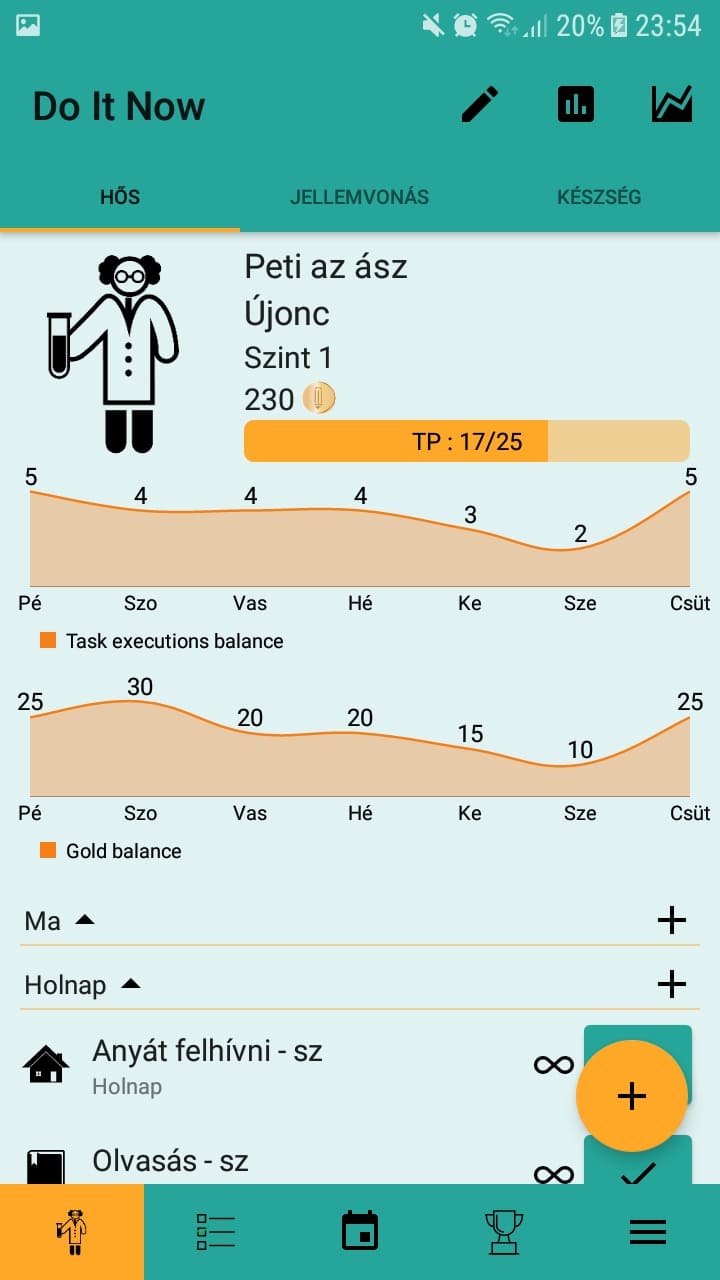 20% 23:54
Do It Now
HŐS JELLEMVONÁS KÉSZSÉG
Peti az ász
Újonc
Szint 1
230
TP : 17/25
5 4 4 4 3 2 5
Pé Szo Vas Hé Ke Sze Csüt
Task executions balance
25 30 20 20 15 10 25
Pé Szo Vas Hé Ke Sze Csüt
Gold balance
Ma
Holnap
Anyát felhívni - sz
Holnap
Olvasás - sz